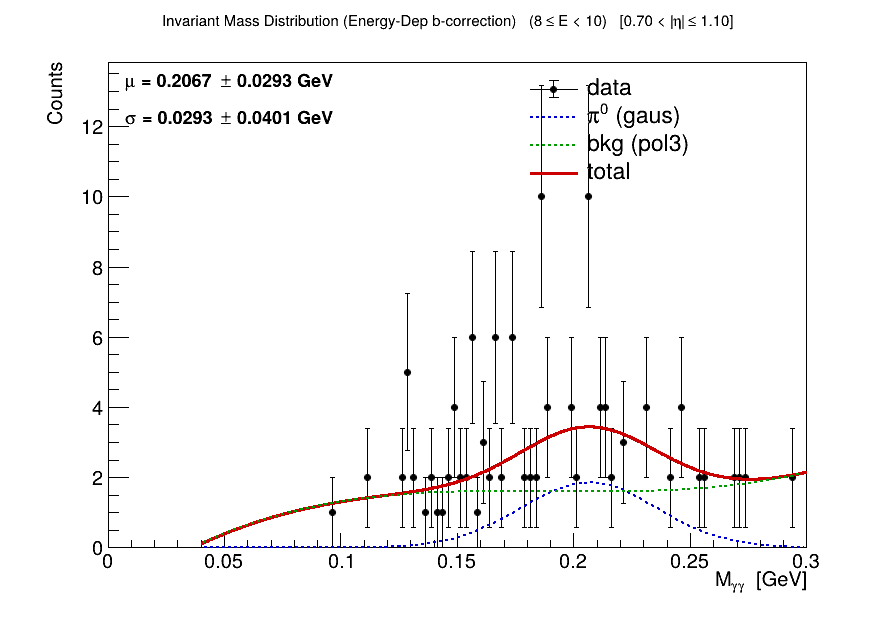 Invariant Mass Distribution (Energy-Dep b-correction) (8 ≤ E < 10) [0.70 < |η| ≤ 1.10]
Counts
μ = 0.2067 ± 0.0293 GeV
σ = 0.0293 ± 0.0401 GeV
data
π⁰ (gaus)
bkg (pol3)
total
12
10
8
6
4
2
0
0 0.05 0.1 0.15 0.2 0.25 0.3
M_γγ [GeV]